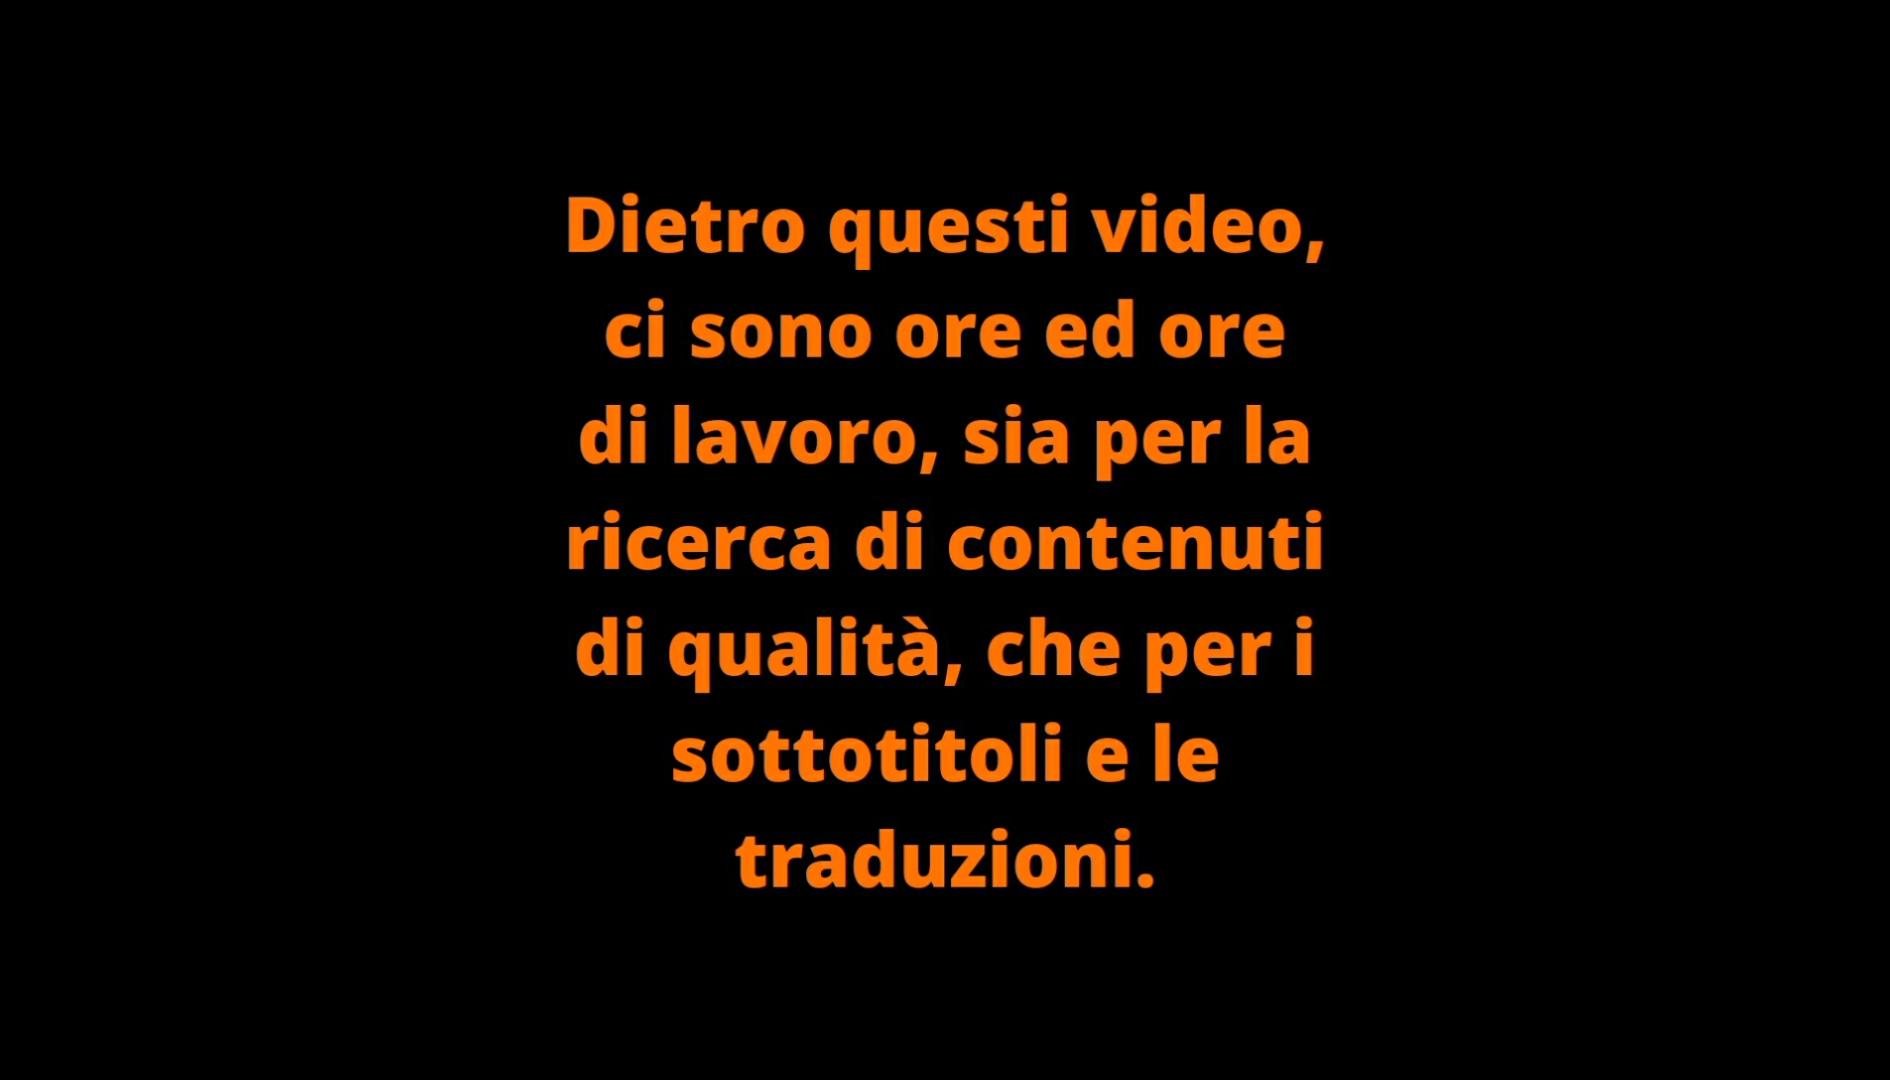 Dietro questi video,
ci sono ore ed ore
di lavoro, sia per la
ricerca di contenuti
di qualità, che per i
sottotitoli e le
traduzioni.